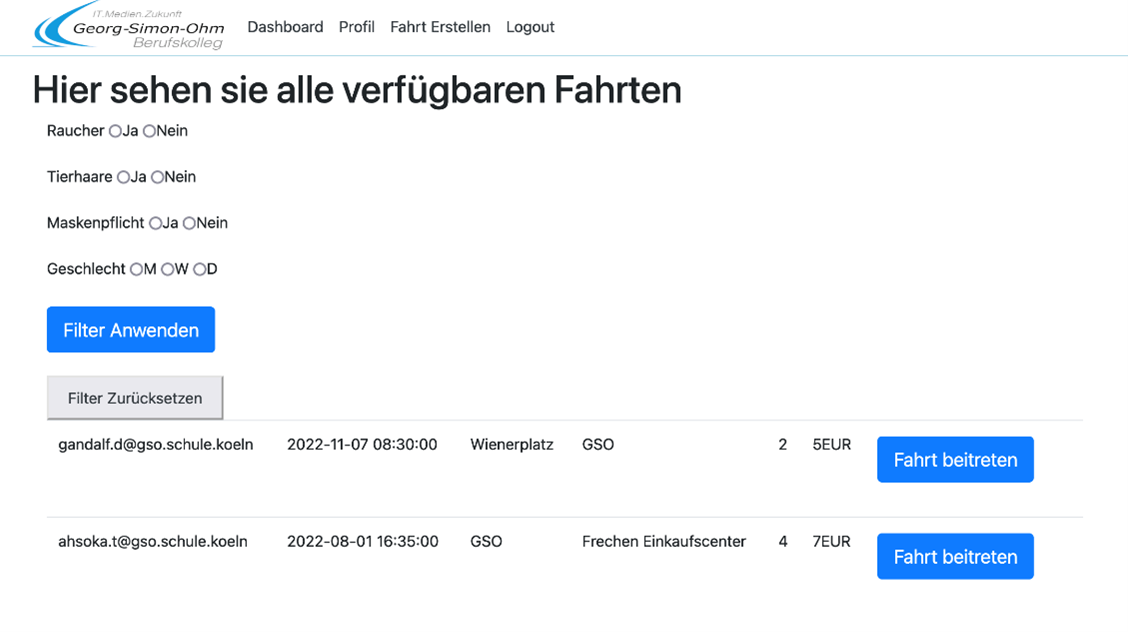 IT.Medien.Zukunft
Georg-Simon-Ohm
Berufskolleg
Dashboard Profil Fahrt Erstellen Logout
Hier sehen sie alle verfügbaren Fahrten
Raucher Ja Nein
Tierhaare Ja Nein
Maskenpflicht Ja Nein
Geschlecht M W D
Filter Anwenden
Filter Zurücksetzen
gandalf.d@gso.schule.koeln 2022-11-07 08:30:00 Wienerplatz GSO 2 5EUR Fahrt beitreten
ahsoka.t@gso.schule.koeln 2022-08-01 16:35:00 GSO Frechen Einkaufscenter 4 7EUR Fahrt beitreten